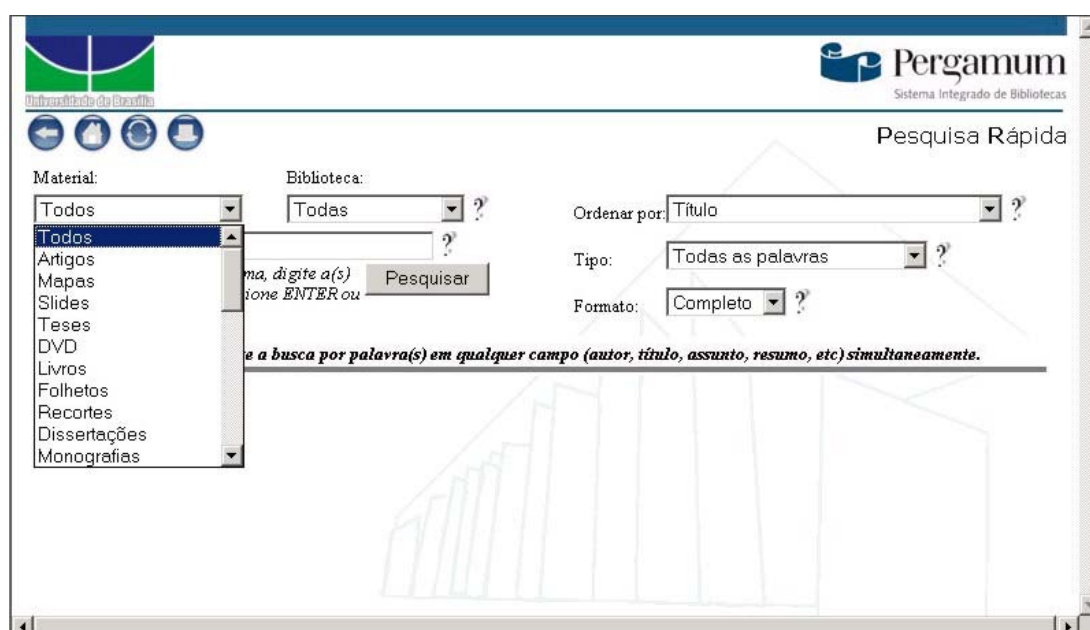 Universidade de Brasília
Pergamum
Sistema Integrado de Bibliotecas
Pesquisa Rápida
Material:
Biblioteca:
Todos
Todas
?
Ordenar por:
Título
?
Todos
Artigos
Mapas
Slides
Teses
DVD
Livros
Folhetos
Recortes
Dissertações
Monografias
?
digite a(s)
ENTER ou
Pesquisar
Tipo:
Todas as palavras
?
Formato:
Completo
?
a busca por palavra(s) em qualquer campo (autor, título, assunto, resumo, etc) simultaneamente.